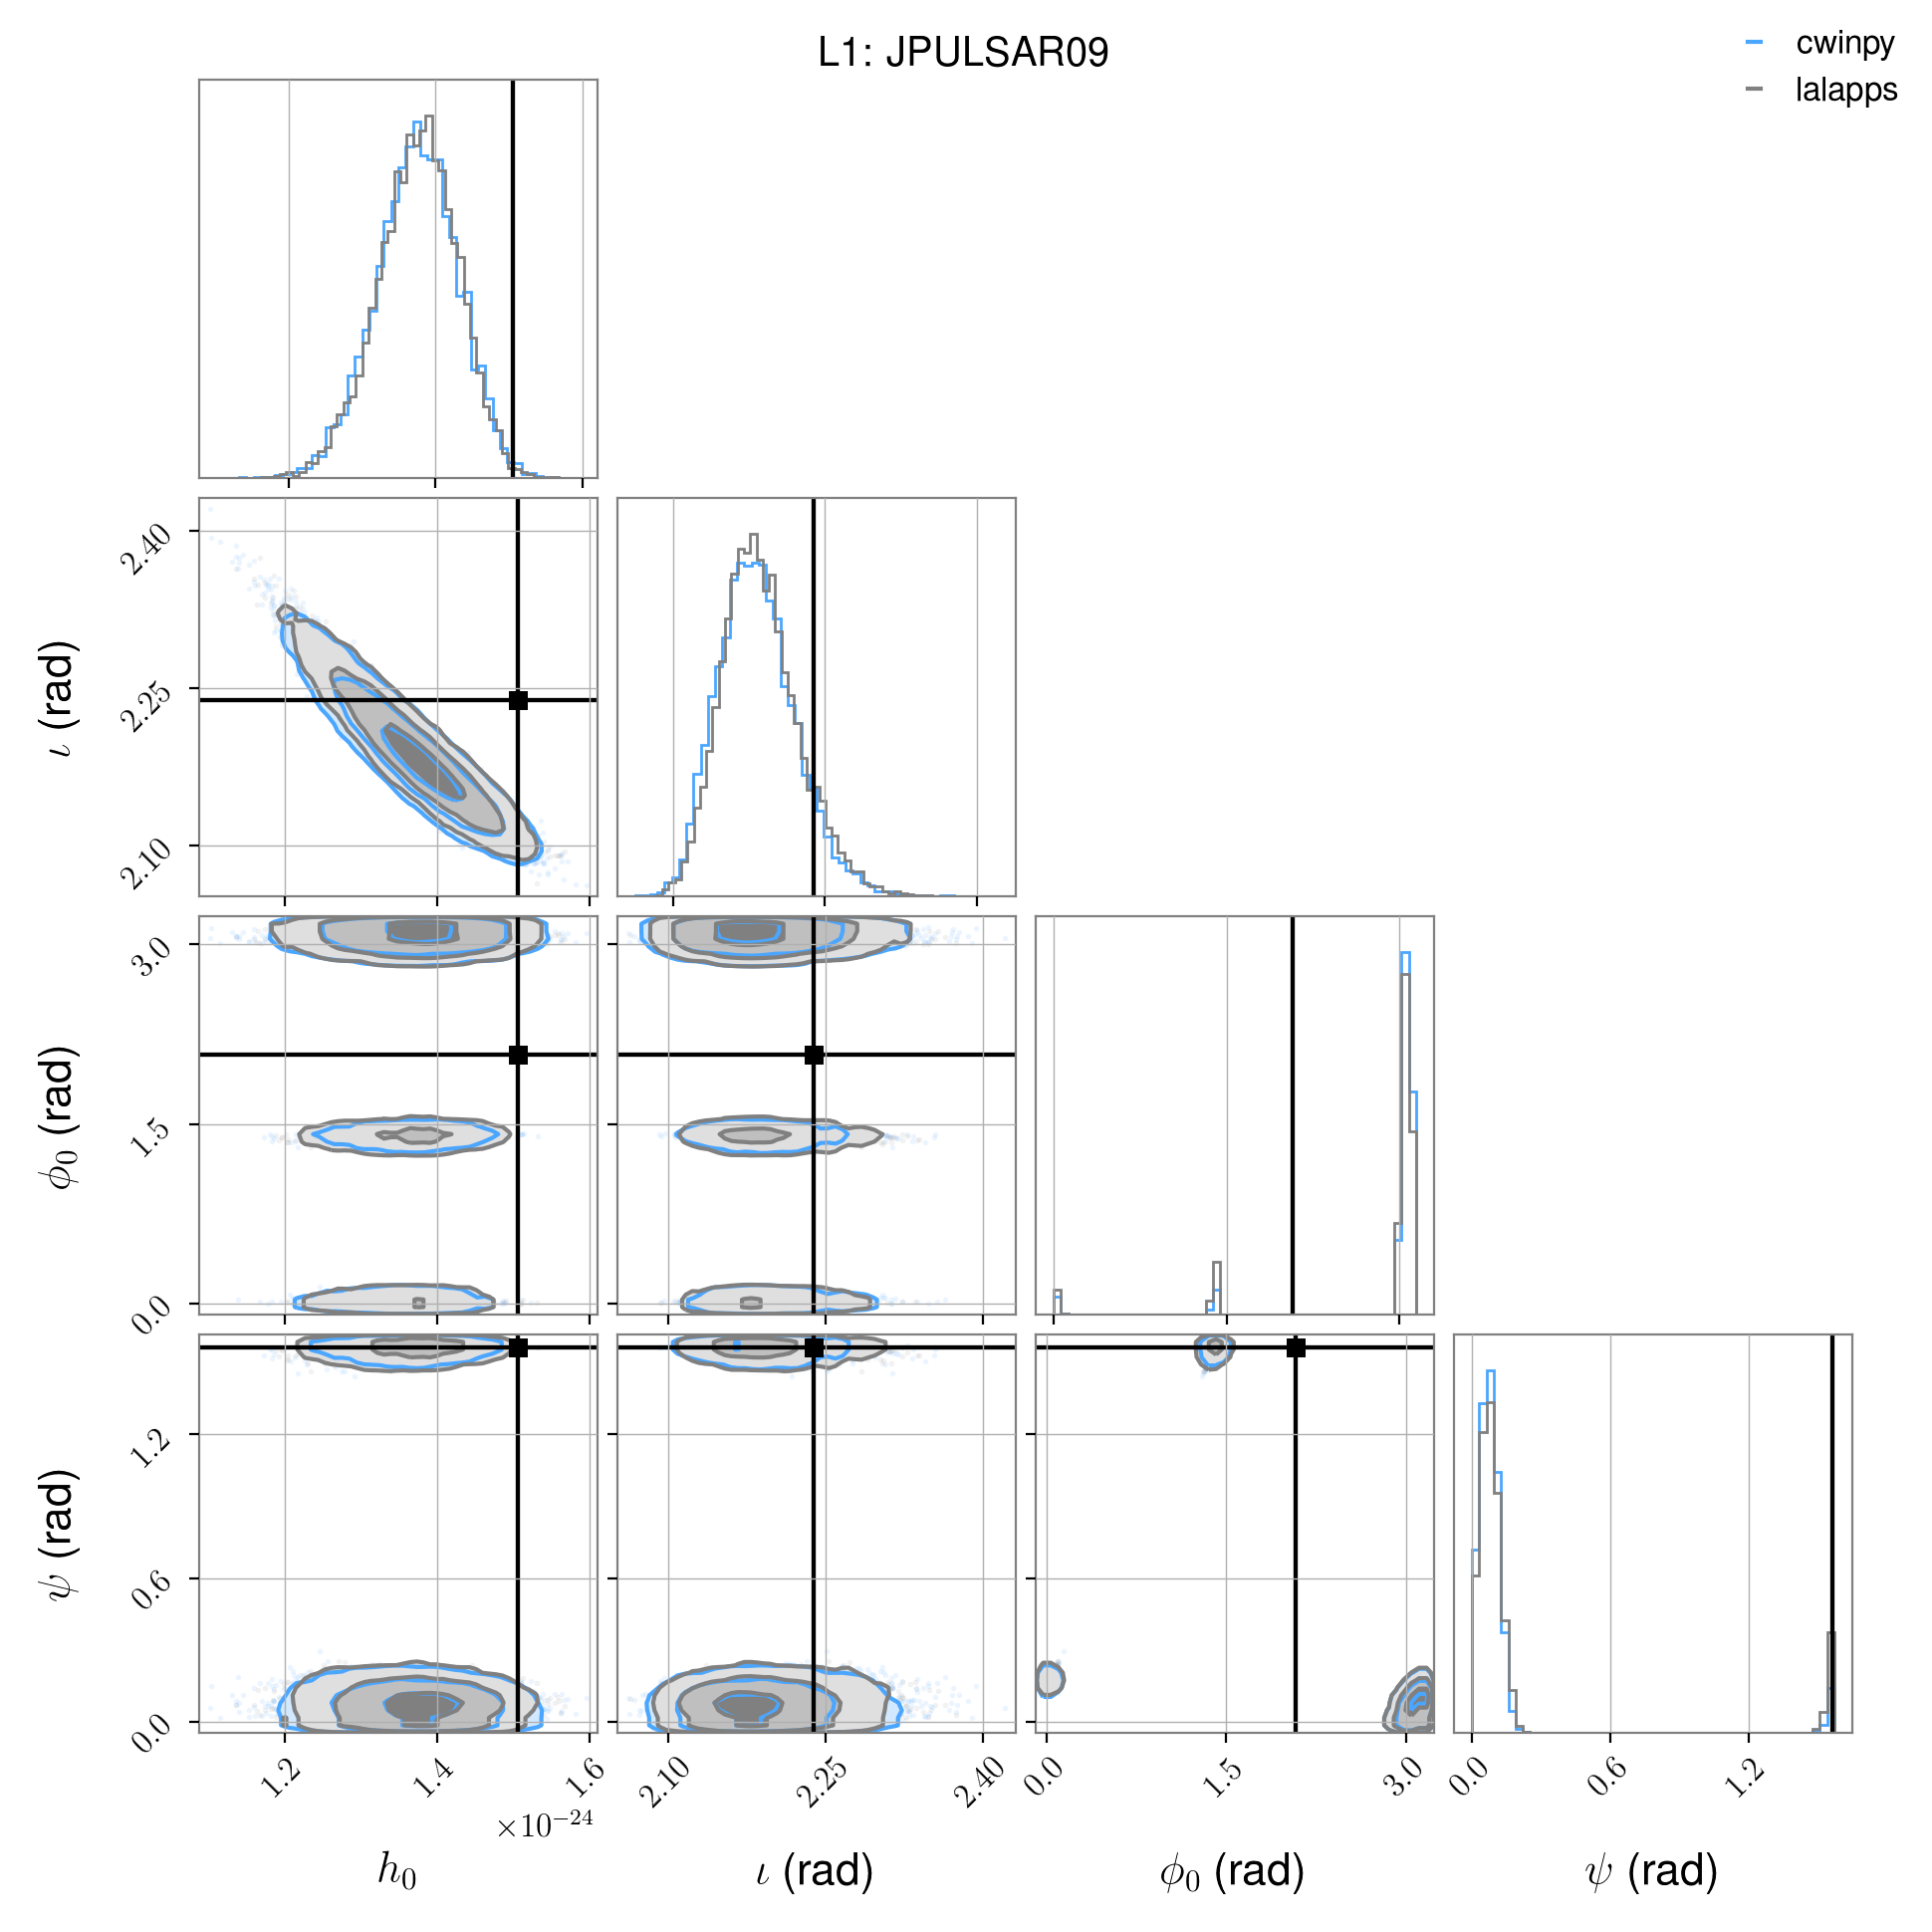 L1: JPULSAR09
cwinpy
lalapps
2.40
2.25
2.10
ι (rad)
3.0
1.5
0.0
ϕ₀ (rad)
1.2
0.6
0.0
ψ (rad)
1.2 1.4 1.6
×10⁻²⁴
h₀
2.10 2.25 2.40
ι (rad)
0.0 1.5 3.0
ϕ₀ (rad)
0.0 0.6 1.2
ψ (rad)